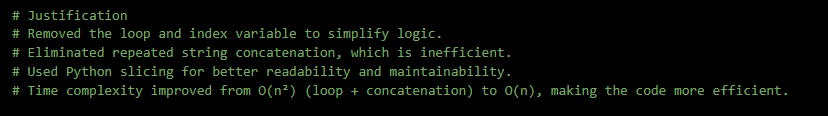 # Justification
# Removed the loop and index variable to simplify logic.
# Eliminated repeated string concatenation, which is inefficient.
# Used Python slicing for better readability and maintainability.
# Time complexity improved from O(n²) (loop + concatenation) to O(n), making the code more efficient.